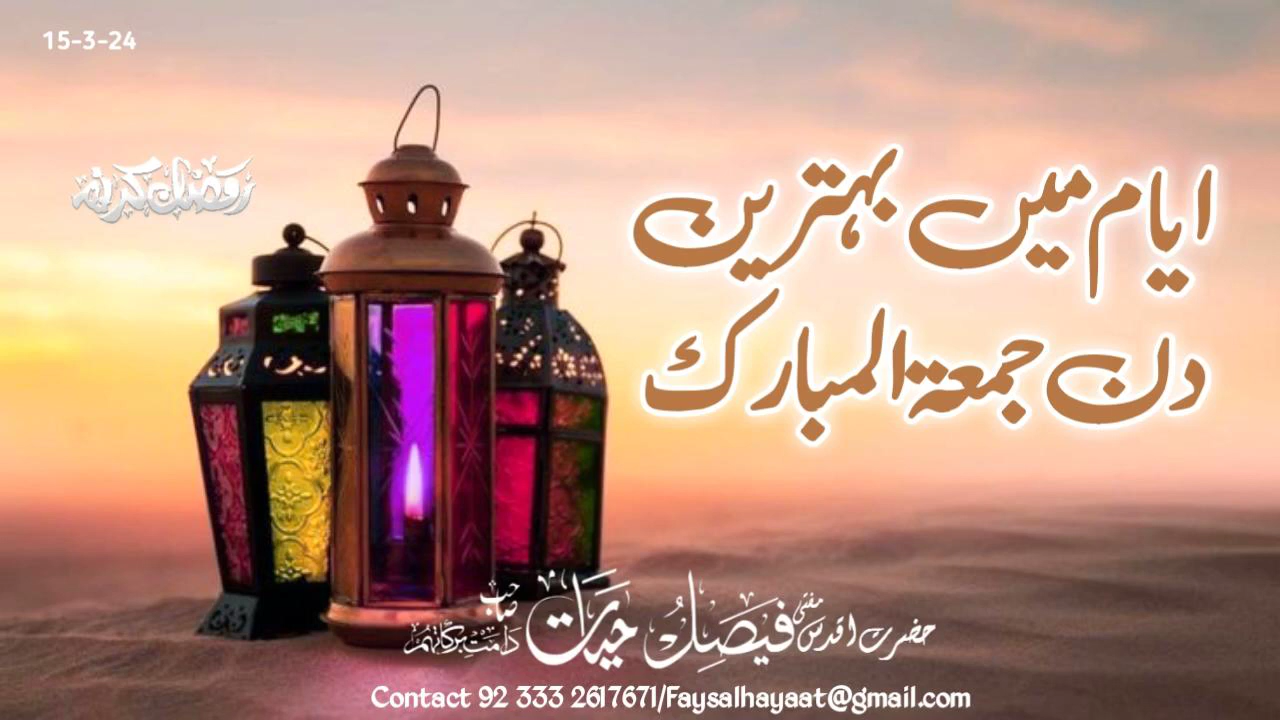 15-3-24
رمضان كريم
ایام میں بہترین
دن جمعۃ المبارک
حضرت اقدس مفتی فیصل حیات صاحب دامت برکاتہم
Contact 92 333 2617671/Faysalhayaat@gmail.com